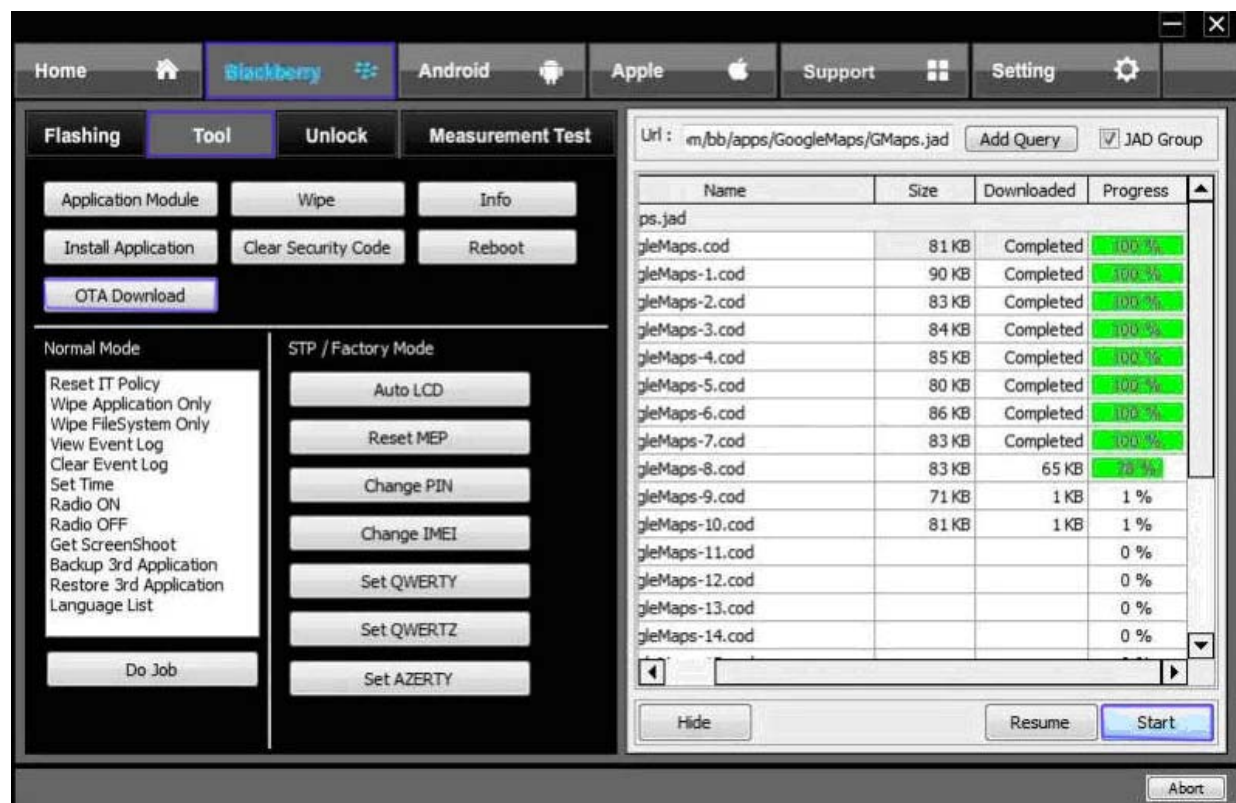 Home Blackberry Android Apple Support Setting
Flashing Tool Unlock Measurement Test
Application Module Wipe Info
Install Application Clear Security Code Reboot
OTA Download
Normal Mode
Reset IT Policy
Wipe Application Only
Wipe FileSystem Only
View Event Log
Clear Event Log
Set Time
Radio ON
Radio OFF
Get ScreenShoot
Backup 3rd Application
Restore 3rd Application
Language List
Do Job
STP / Factory Mode
Auto LCD
Reset MEP
Change PIN
Change IMEI
Set QWERTY
Set QWERTZ
Set AZERTY
Url : m/bb/apps/GoogleMaps/GMaps.jad Add Query JAD Group
Name Size Downloaded Progress
ps.jad
gleMaps.cod 81 KB Completed 100 %
gleMaps-1.cod 90 KB Completed 100 %
gleMaps-2.cod 83 KB Completed 100 %
gleMaps-3.cod 84 KB Completed 100 %
gleMaps-4.cod 85 KB Completed 100 %
gleMaps-5.cod 80 KB Completed 100 %
gleMaps-6.cod 86 KB Completed 100 %
gleMaps-7.cod 83 KB Completed 100 %
gleMaps-8.cod 83 KB 65 KB 78 %
gleMaps-9.cod 71 KB 1 KB 1 %
gleMaps-10.cod 81 KB 1 KB 1 %
gleMaps-11.cod 0 %
gleMaps-12.cod 0 %
gleMaps-13.cod 0 %
gleMaps-14.cod 0 %
Hide Resume Start
Abort